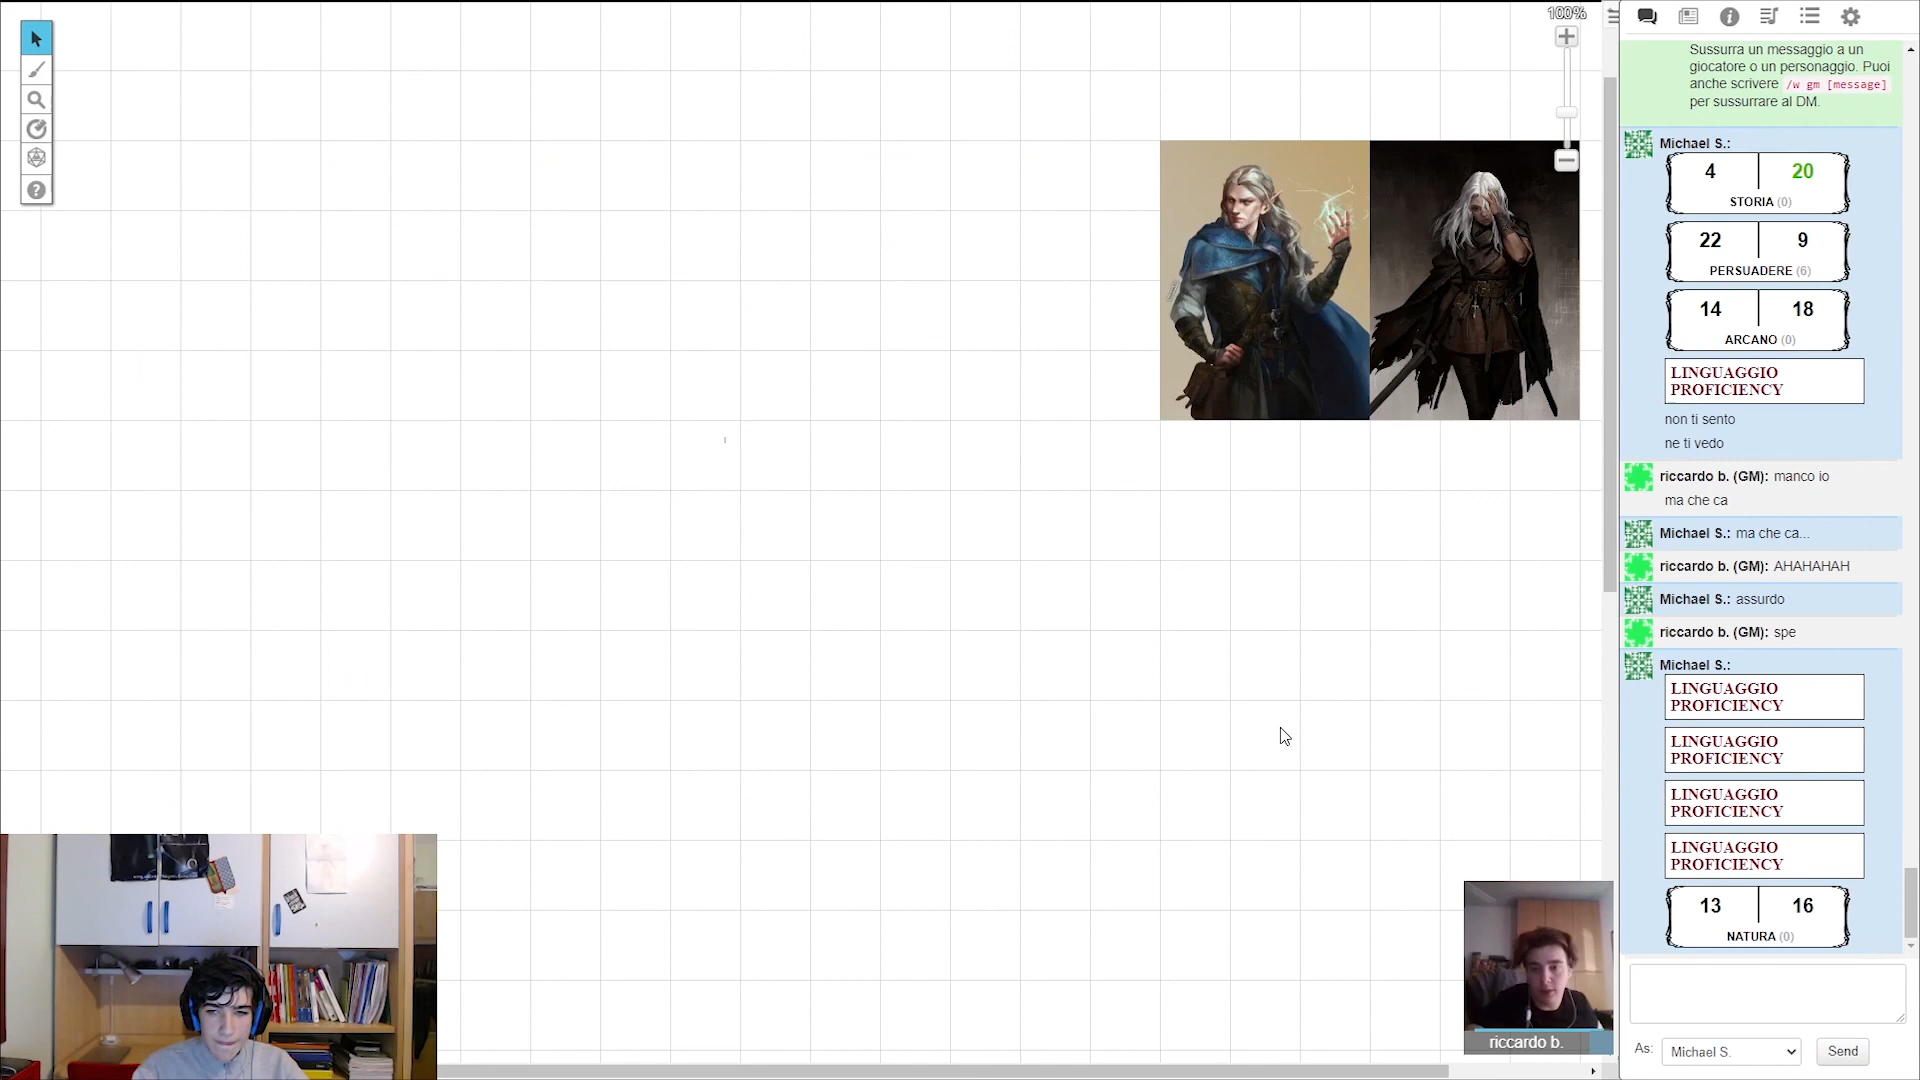 100%
Sussurra un messaggio a un
giocatore o un personaggio. Puoi
anche scrivere /w gm [message]
per sussurrare al DM.
Michael S.:
4 20
STORIA (0)
22 9
PERSUADERE (6)
14 18
ARCANO (0)
LINGUAGGIO
PROFICIENCY
non ti sento
ne ti vedo
riccardo b. (GM): manco io
ma che ca
Michael S.: ma che ca...
riccardo b. (GM): AHAHAHAH
Michael S.: assurdo
riccardo b. (GM): spe
Michael S.:
LINGUAGGIO
PROFICIENCY
LINGUAGGIO
PROFICIENCY
LINGUAGGIO
PROFICIENCY
LINGUAGGIO
PROFICIENCY
13 16
NATURA (0)
riccardo b.
As: Michael S. Send